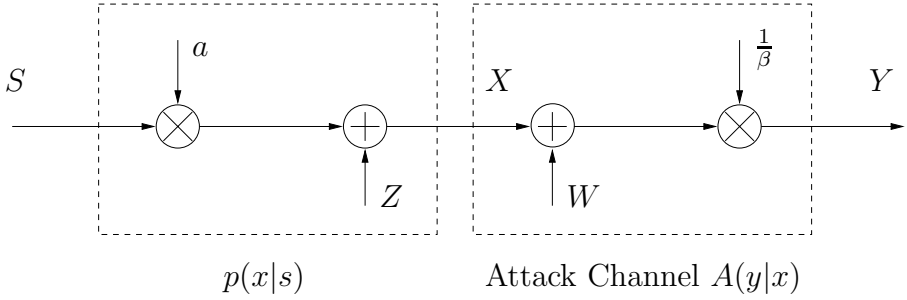 a
1/β
S
X
Y
Z
W
p(x|s)
Attack Channel A(y|x)